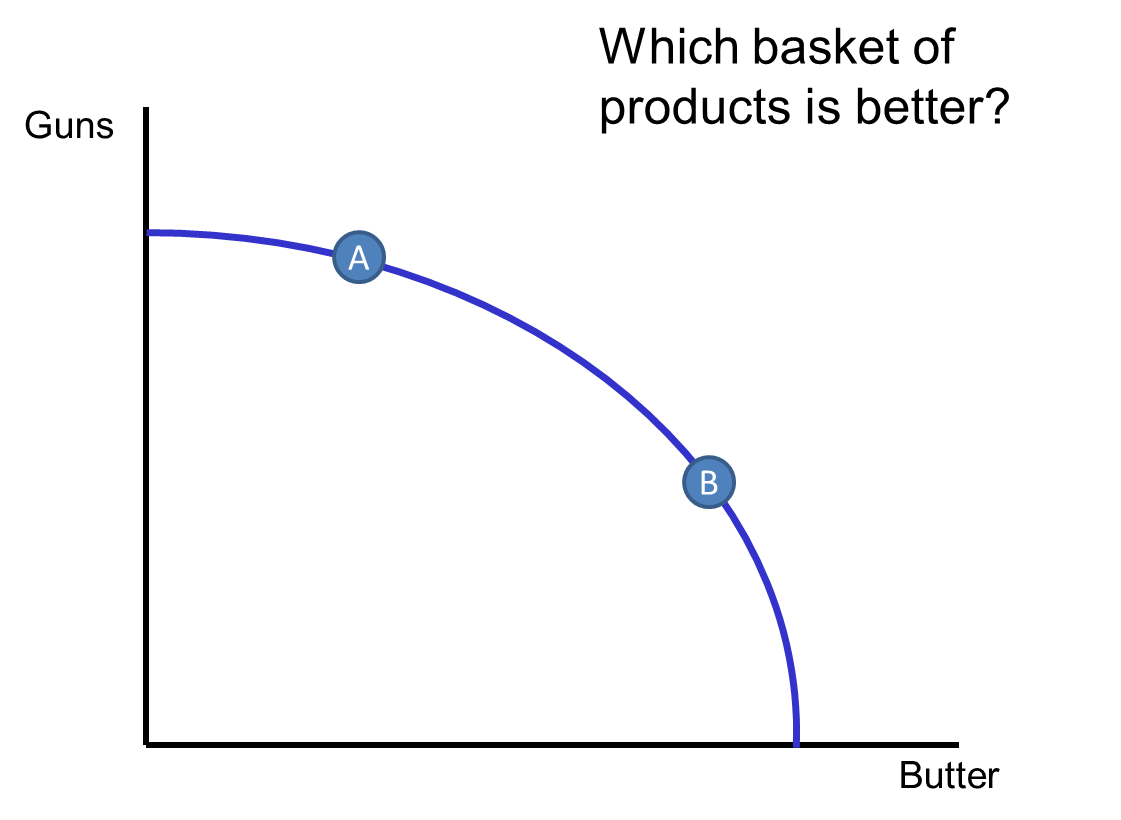 Which basket of
products is better?
Guns
A
B
Butter